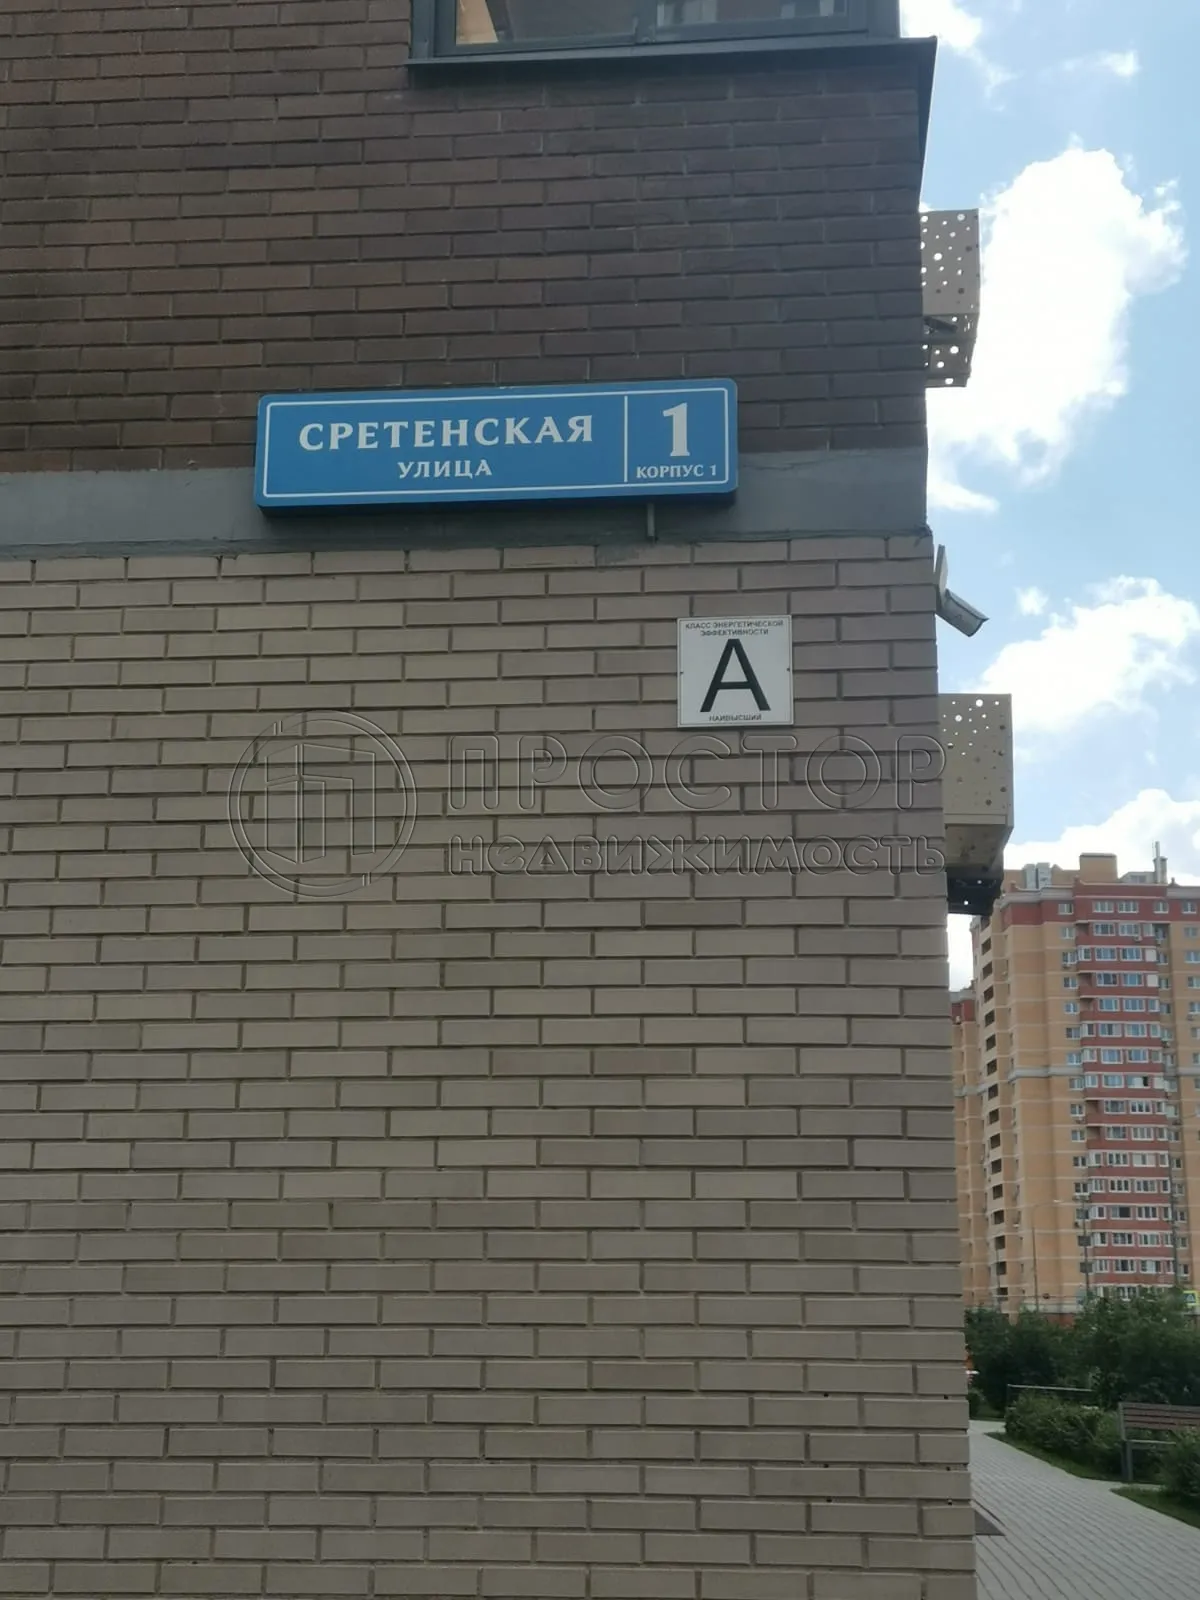 СРЕТЕНСКАЯ
УЛИЦА
1
КОРПУС 1
КЛАСС ЭНЕРГЕТИЧЕСКОЙ
ЭФФЕКТИВНОСТИ
А
НАИВЫСШИЙ
ПРОСТОР
недвижимость